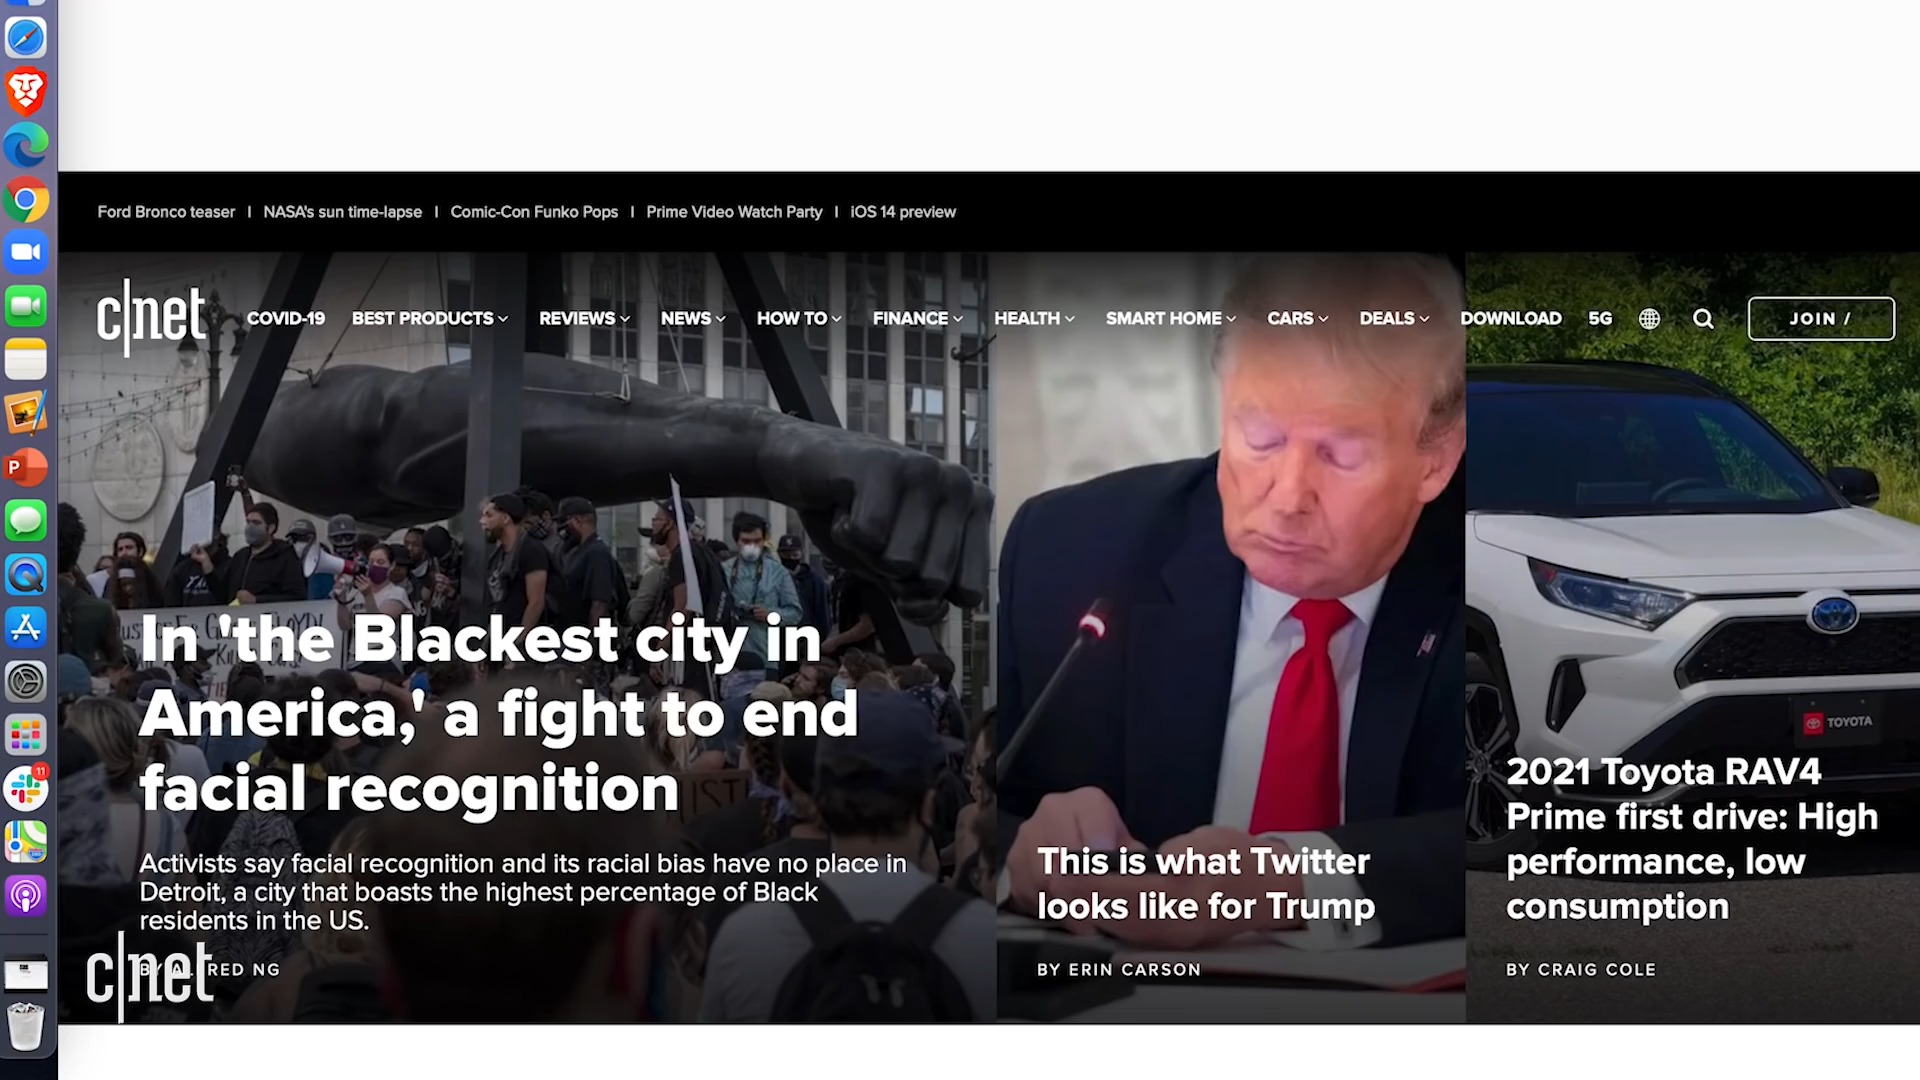 Ford Bronco teaser | NASA's sun time-lapse | Comic-Con Funko Pops | Prime Video Watch Party | iOS 14 preview
c|net COVID-19 BEST PRODUCTS REVIEWS NEWS HOW TO FINANCE HEALTH SMART HOME CARS DEALS DOWNLOAD 5G JOIN /
In 'the Blackest city in
America,' a fight to end
facial recognition
Activists say facial recognition and its racial bias have no place in
Detroit, a city that boasts the highest percentage of Black
residents in the US.
BY ALFRED NG
c|net
This is what Twitter
looks like for Trump
BY ERIN CARSON
TOYOTA
2021 Toyota RAV4
Prime first drive: High
performance, low
consumption
BY CRAIG COLE
P
11